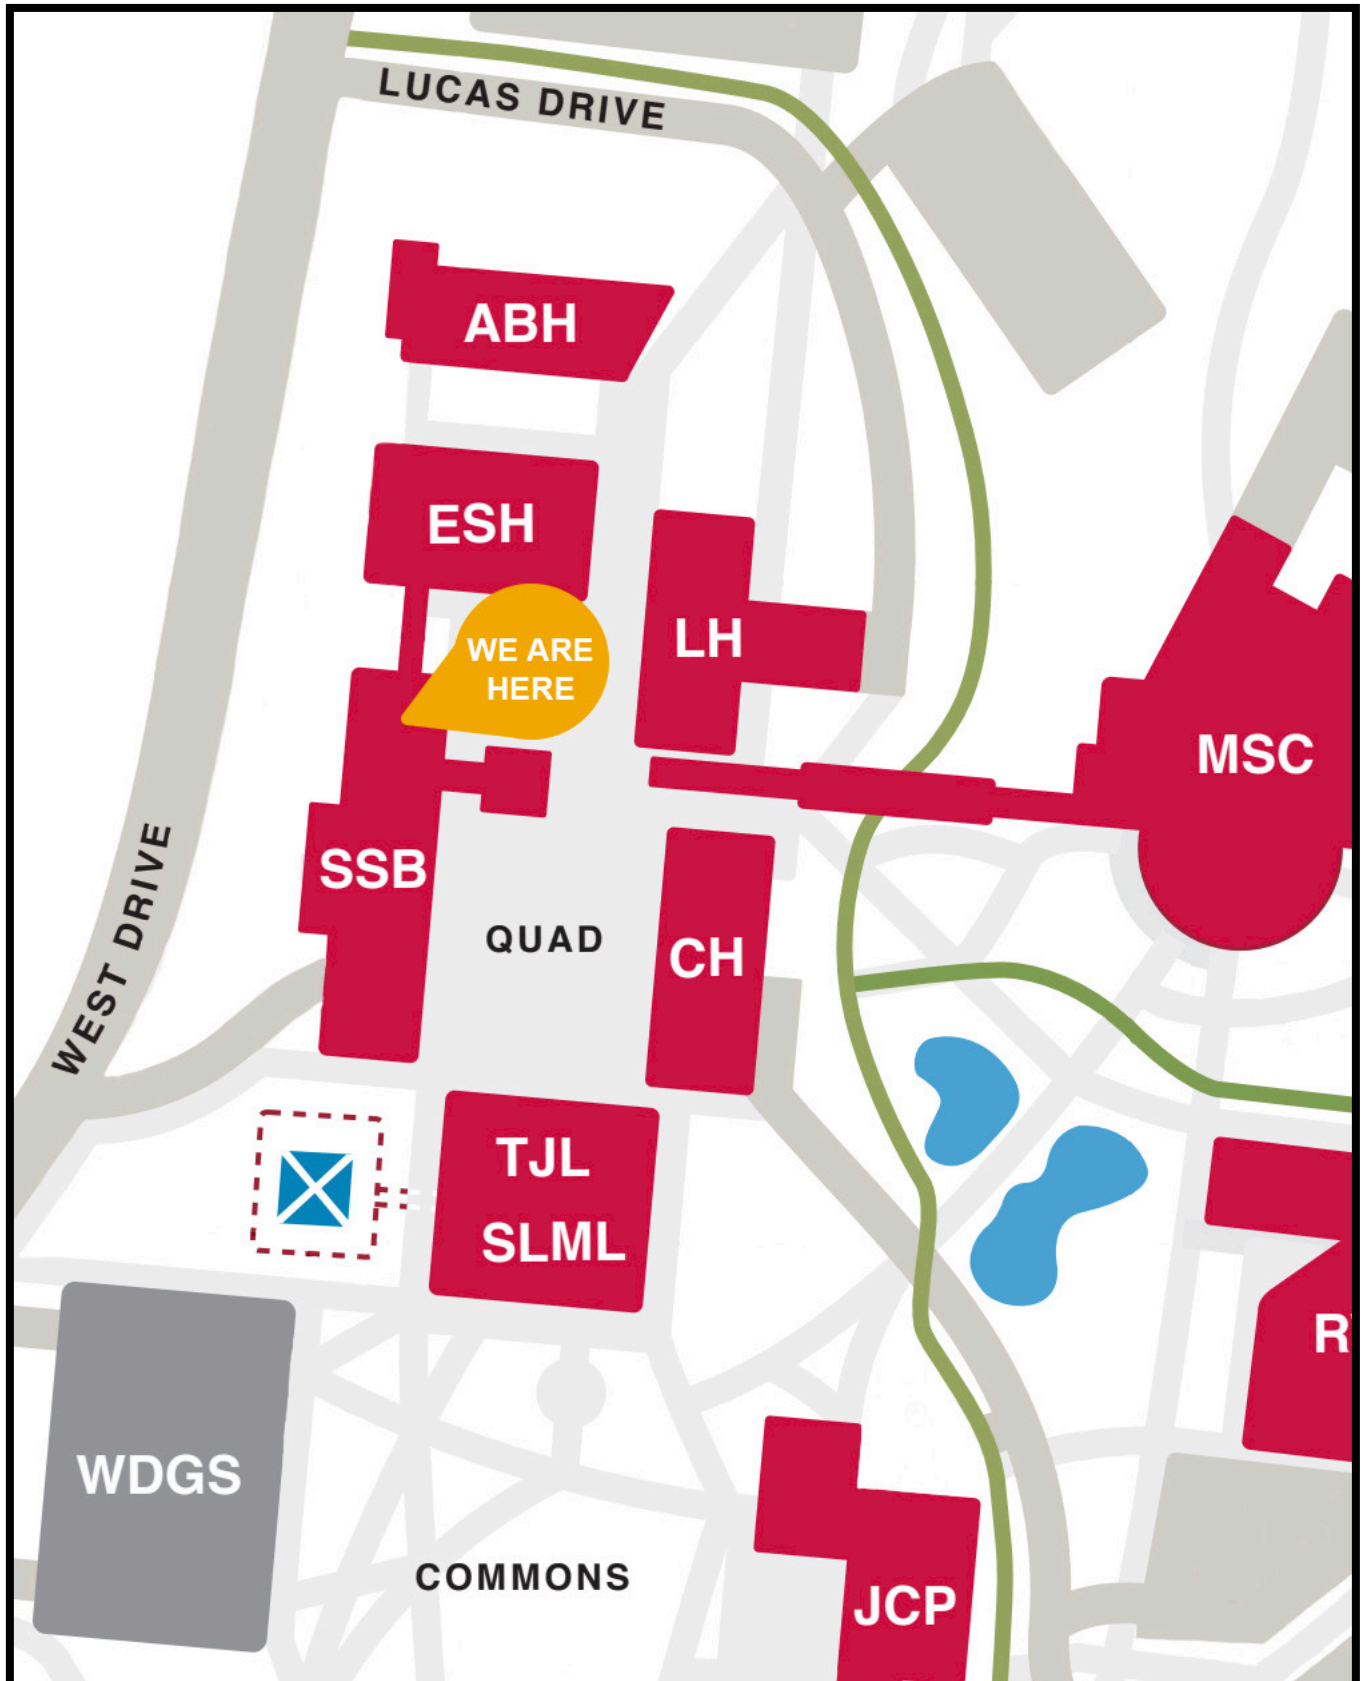 LUCAS DRIVE
ABH
ESH
LH
WE ARE
HERE
MSC
SSB
WEST DRIVE
QUAD
CH
TJL
SLML
R
WDGS
COMMONS
JCP